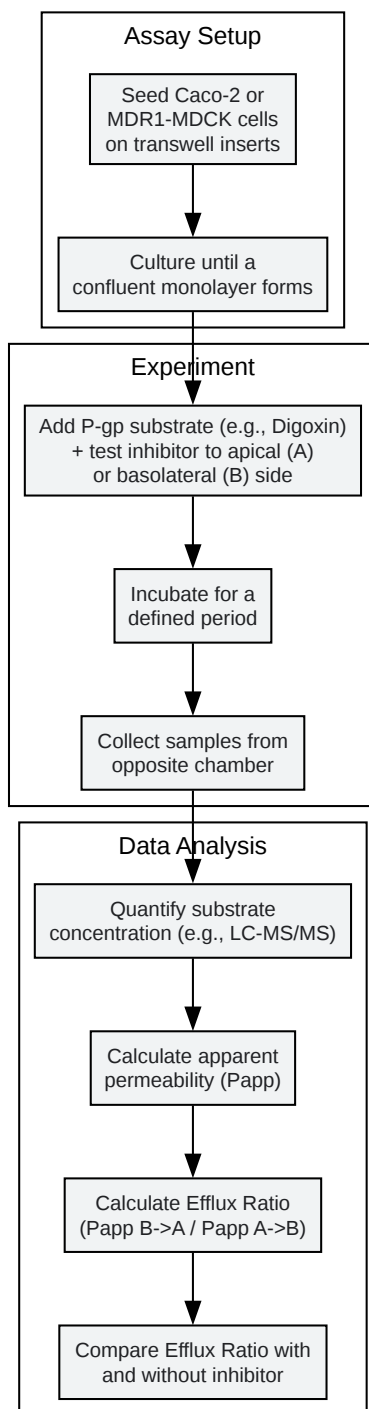 Assay Setup
Seed Caco-2 or
MDR1-MDCK cells
on transwell inserts
Culture until a
confluent monolayer forms
Experiment
Add P-gp substrate (e.g., Digoxin)
+ test inhibitor to apical (A)
or basolateral (B) side
Incubate for a
defined period
Collect samples from
opposite chamber
Data Analysis
Quantify substrate
concentration (e.g., LC-MS/MS)
Calculate apparent
permeability (Papp)
Calculate Efflux Ratio
(Papp B->A / Papp A->B)
Compare Efflux Ratio with
and without inhibitor